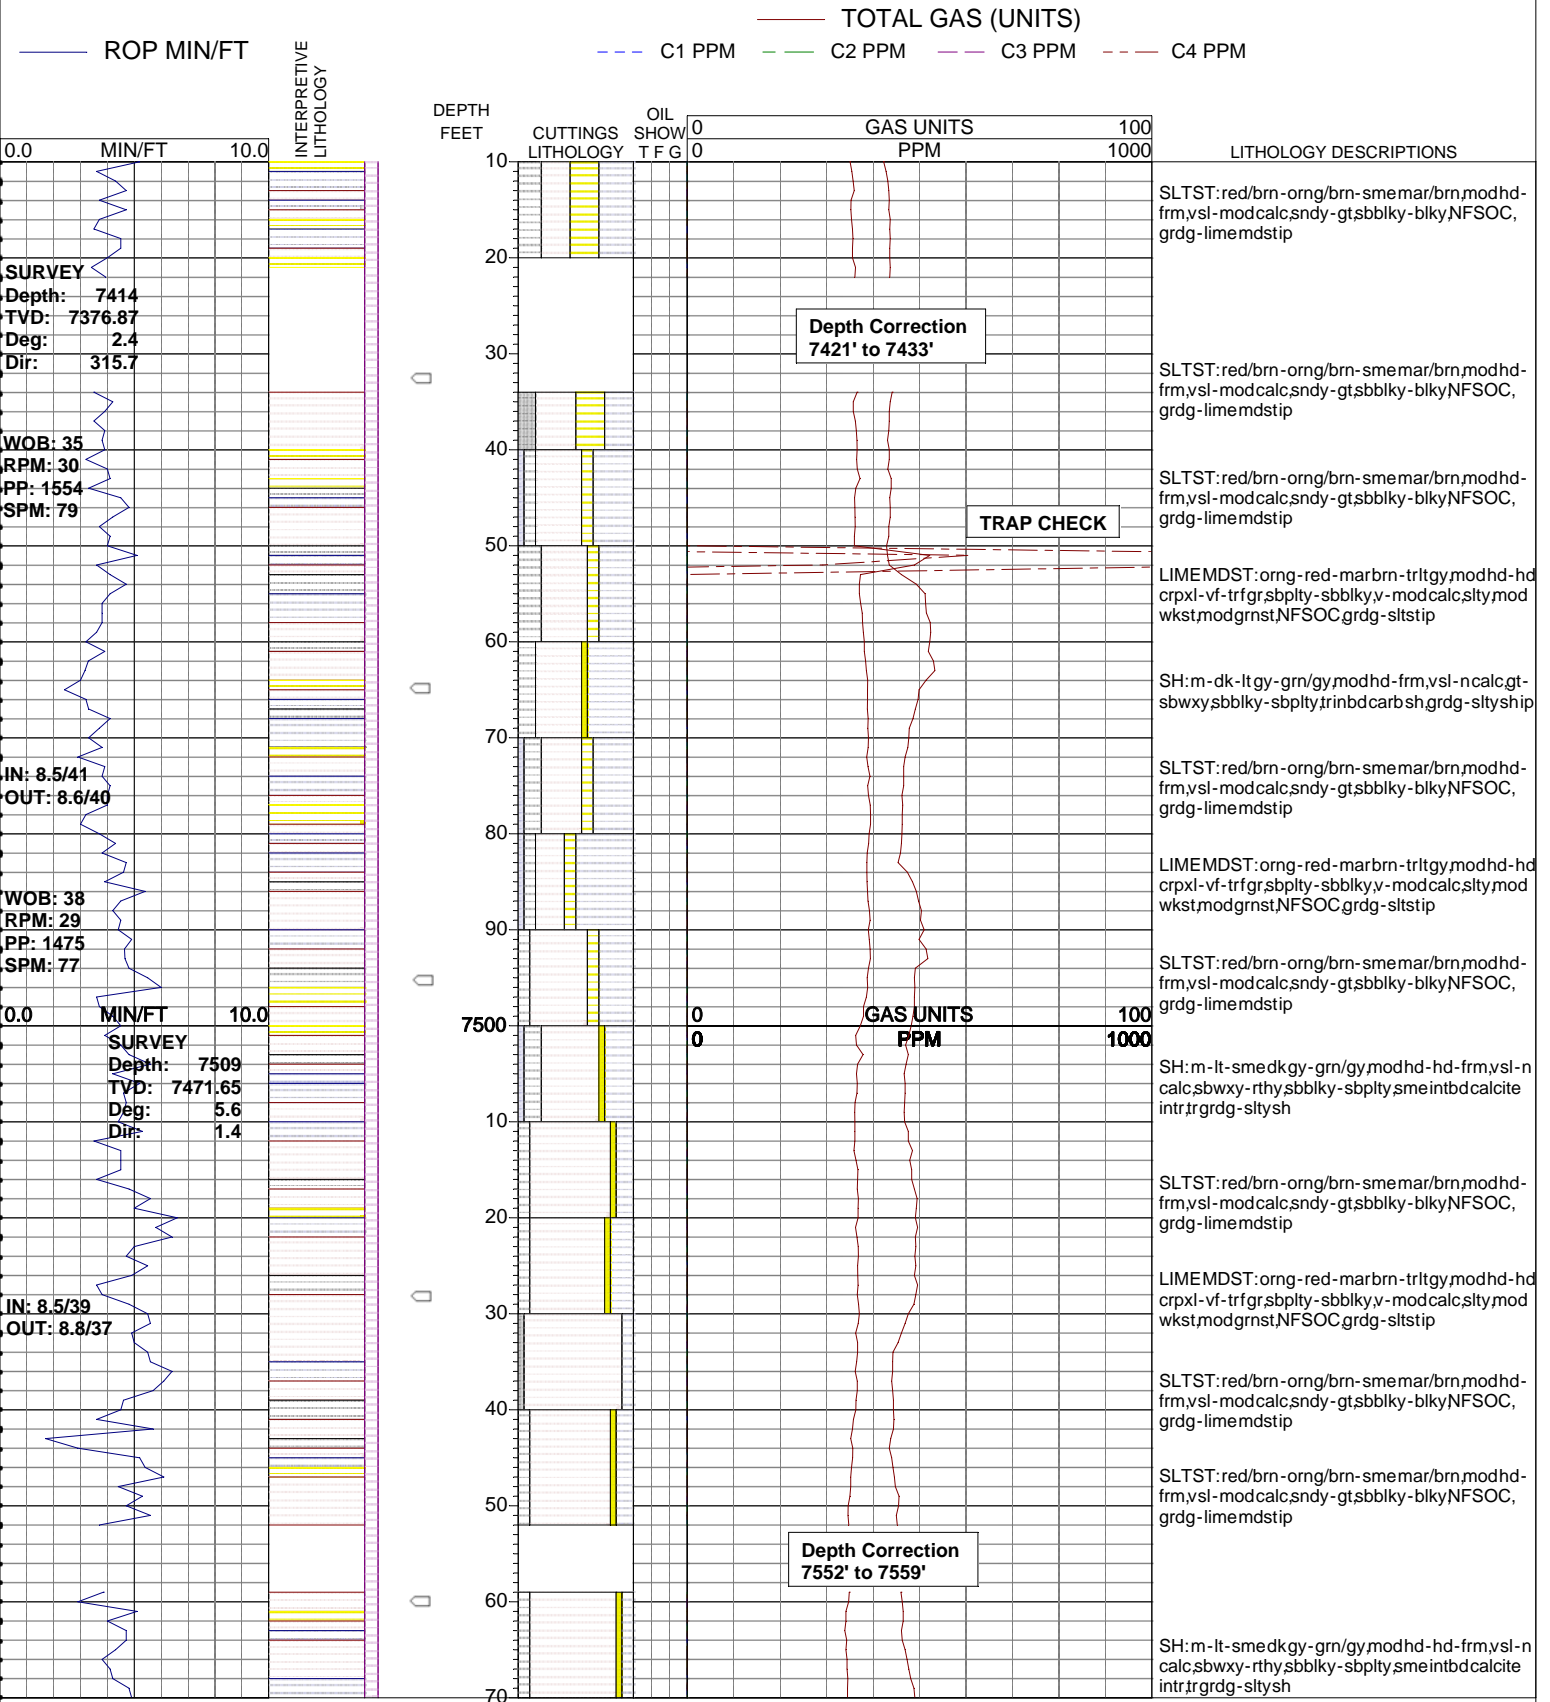 TOTAL GAS (UNITS)
ROP MIN/FT
C1 PPM
C2 PPM
C3 PPM
C4 PPM
INTERPRETIVE
LITHOLOGY
DEPTH
FEET
CUTTINGS
LITHOLOGY
OIL
SHOW
T F G
0 GAS UNITS 100
0.0 MIN/FT 10.0
0 PPM 1000
LITHOLOGY DESCRIPTIONS
10
SLTST:red/brn-orng/brn-smemar/brn,modhd-
frm,vsl-modcalc,sndy-gt,sbblky-blky,NFSOC,
grdg-limemdstip
20
SURVEY
Depth: 7414
TVD: 7376.87
Deg: 2.4
Dir: 315.7
Depth Correction
7421' to 7433'
30
SLTST:red/brn-orng/brn-smemar/brn,modhd-
frm,vsl-modcalc,sndy-gt,sbblky-blky,NFSOC,
grdg-limemdstip
WOB: 35
RPM: 30
PP: 1554
SPM: 79
40
SLTST:red/brn-orng/brn-smemar/brn,modhd-
frm,vsl-modcalc,sndy-gt,sbblky-blky,NFSOC,
grdg-limemdstip
TRAP CHECK
50
LIMEMDST:orng-red-marbrn-trltgy,modhd-hd
crpxl-vf-trfgr,sbplty-sbblky,v-modcalc,slty,mod
wkst,modgrnst,NFSOC,grdg-sltstip
60
SH:m-dk-ltgy-grn/gy,modhd-frm,vsl-ncalc,gt-
sbwxy,sbblky-sbplty,trinbdcarbsh,grdg-sltyship
70
IN: 8.5/41
OUT: 8.6/40
SLTST:red/brn-orng/brn-smemar/brn,modhd-
frm,vsl-modcalc,sndy-gt,sbblky-blky,NFSOC,
grdg-limemdstip
80
LIMEMDST:orng-red-marbrn-trltgy,modhd-hd
crpxl-vf-trfgr,sbplty-sbblky,v-modcalc,slty,mod
wkst,modgrnst,NFSOC,grdg-sltstip
WOB: 38
RPM: 29
PP: 1475
SPM: 77
90
SLTST:red/brn-orng/brn-smemar/brn,modhd-
frm,vsl-modcalc,sndy-gt,sbblky-blky,NFSOC,
grdg-limemdstip
0.0 MIN/FT 10.0
0 GAS UNITS 100
7500
0 PPM 1000
SURVEY
Depth: 7509
TVD: 7471.65
Deg: 5.6
Dir: 1.4
SH:m-lt-smedkgy-grn/gy,modhd-hd-frm,vsl-n
calc,sbwxy-rthy,sbblky-sbplty,smeintbdcalcite
intr,trgrdg-sltysh
10
SLTST:red/brn-orng/brn-smemar/brn,modhd-
frm,vsl-modcalc,sndy-gt,sbblky-blky,NFSOC,
grdg-limemdstip
20
LIMEMDST:orng-red-marbrn-trltgy,modhd-hd
crpxl-vf-trfgr,sbplty-sbblky,v-modcalc,slty,mod
wkst,modgrnst,NFSOC,grdg-sltstip
IN: 8.5/39
OUT: 8.8/37
30
SLTST:red/brn-orng/brn-smemar/brn,modhd-
frm,vsl-modcalc,sndy-gt,sbblky-blky,NFSOC,
grdg-limemdstip
40
SLTST:red/brn-orng/brn-smemar/brn,modhd-
frm,vsl-modcalc,sndy-gt,sbblky-blky,NFSOC,
grdg-limemdstip
50
Depth Correction
7552' to 7559'
60
SH:m-lt-smedkgy-grn/gy,modhd-hd-frm,vsl-n
calc,sbwxy-rthy,sbblky-sbplty,smeintbdcalcite
intr,trgrdg-sltysh
70